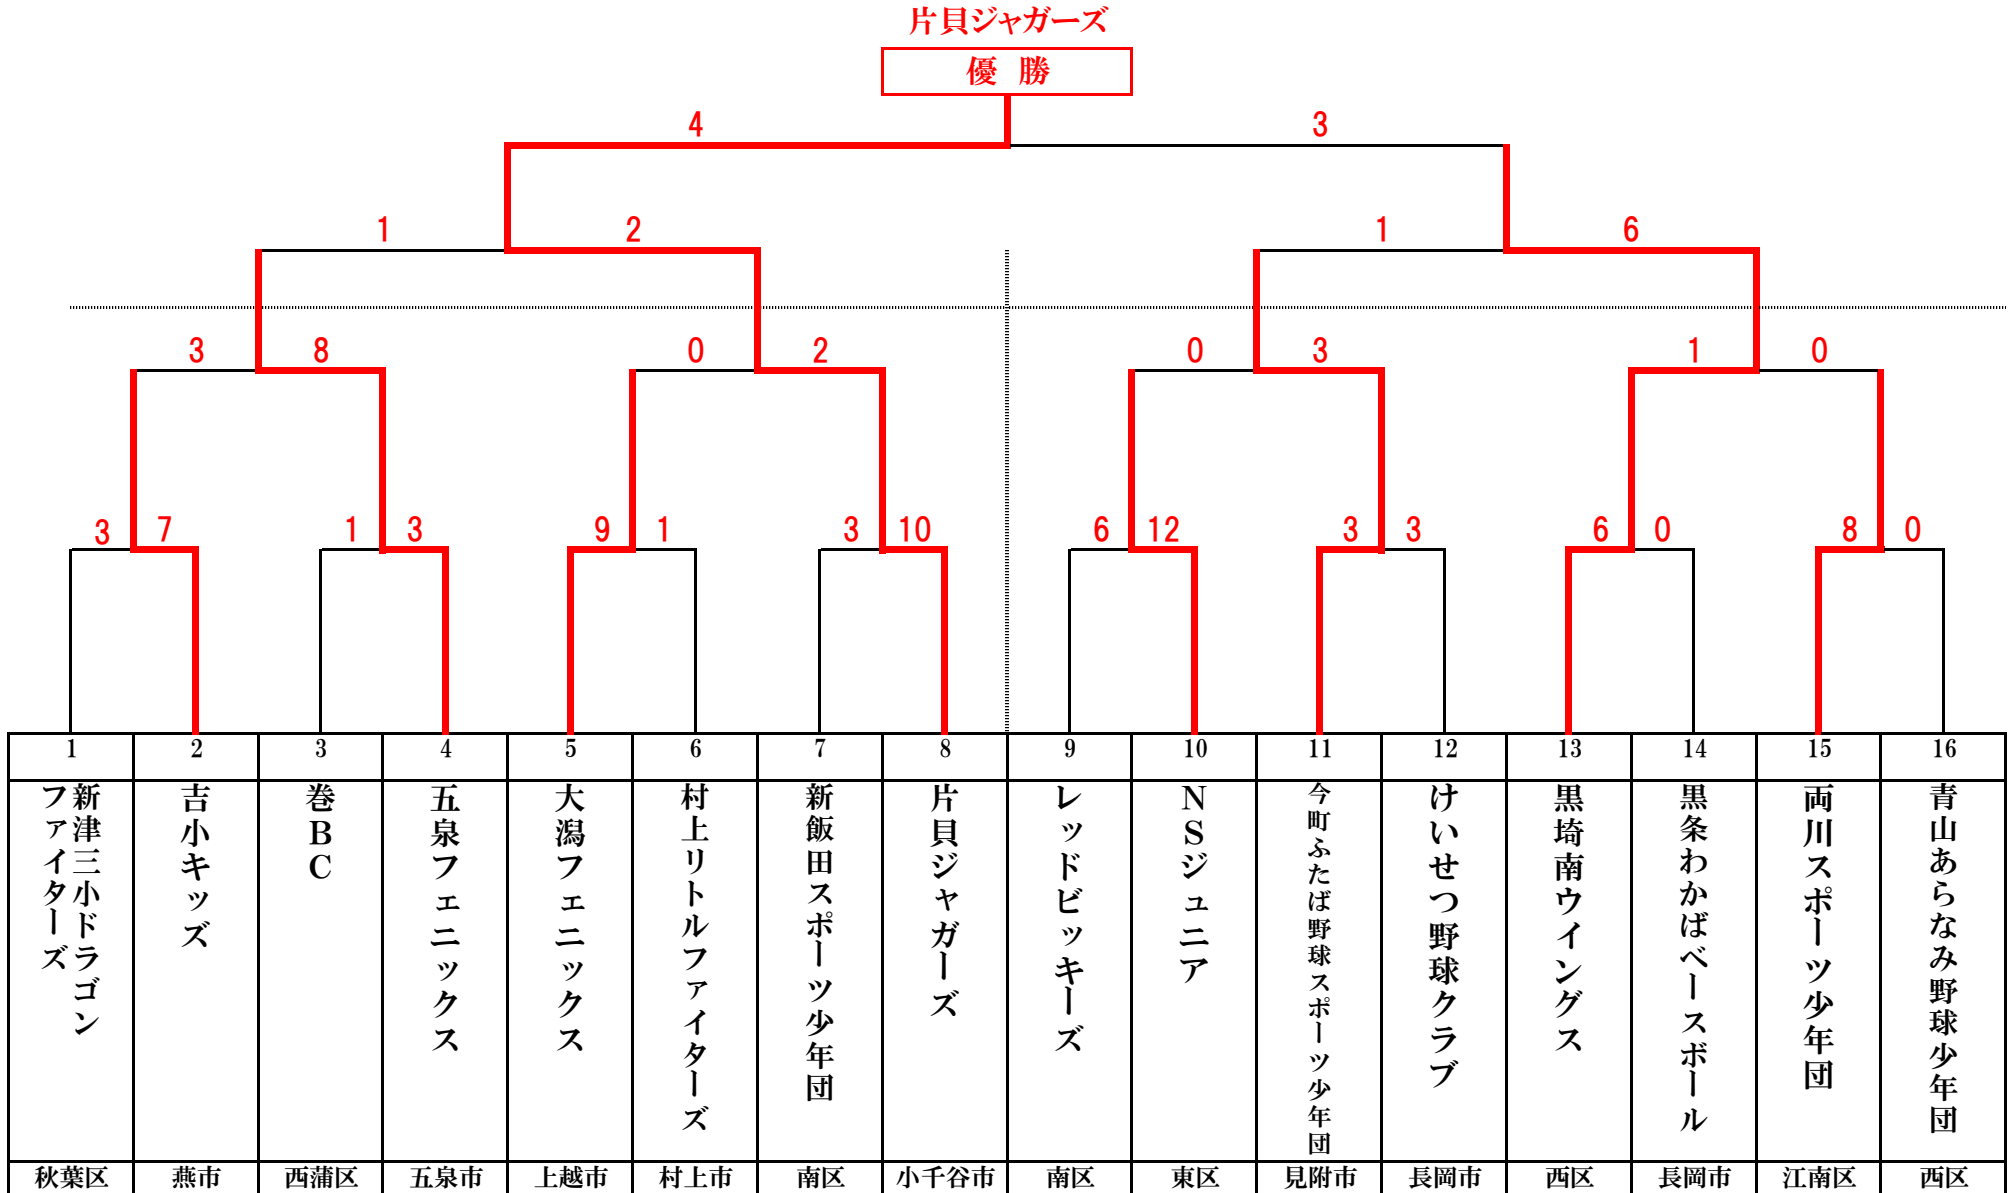 片貝ジャガーズ
優 勝
4 3
1 2 1 6
3 8 0 2 0 3 1 0
3 7 1 3 9 1 3 10 6 12 3 3 6 0 8 0
1 2 3 4 5 6 7 8 9 10 11 12 13 14 15 16
新津三小ドラゴン
ファイターズ
吉小キッズ
巻BC
五泉フェニックス
大潟フェニックス
村上リトルファイターズ
新飯田スポーツ少年団
片貝ジャガーズ
レッドビッキーズ
NSジュニア
今町ふたば野球スポーツ少年団
けいせつ野球クラブ
黒埼南ウイングス
黒条わかばベースボール
両川スポーツ少年団
青山あらなみ野球少年団
秋葉区 燕市 西蒲区 五泉市 上越市 村上市 南区 小千谷市 南区 東区 見附市 長岡市 西区 長岡市 江南区 西区